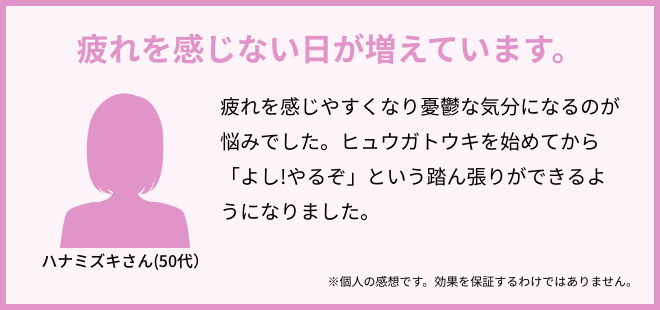 疲れを感じない日が増えています。
疲れを感じやすくなり憂鬱な気分になるのが
悩みでした。ヒュウガトウキを始めてから
「よし!やるぞ」という踏ん張りができるよ
うになりました。
ハナミズキさん(50代)
※個人の感想です。効果を保証するわけではありません。